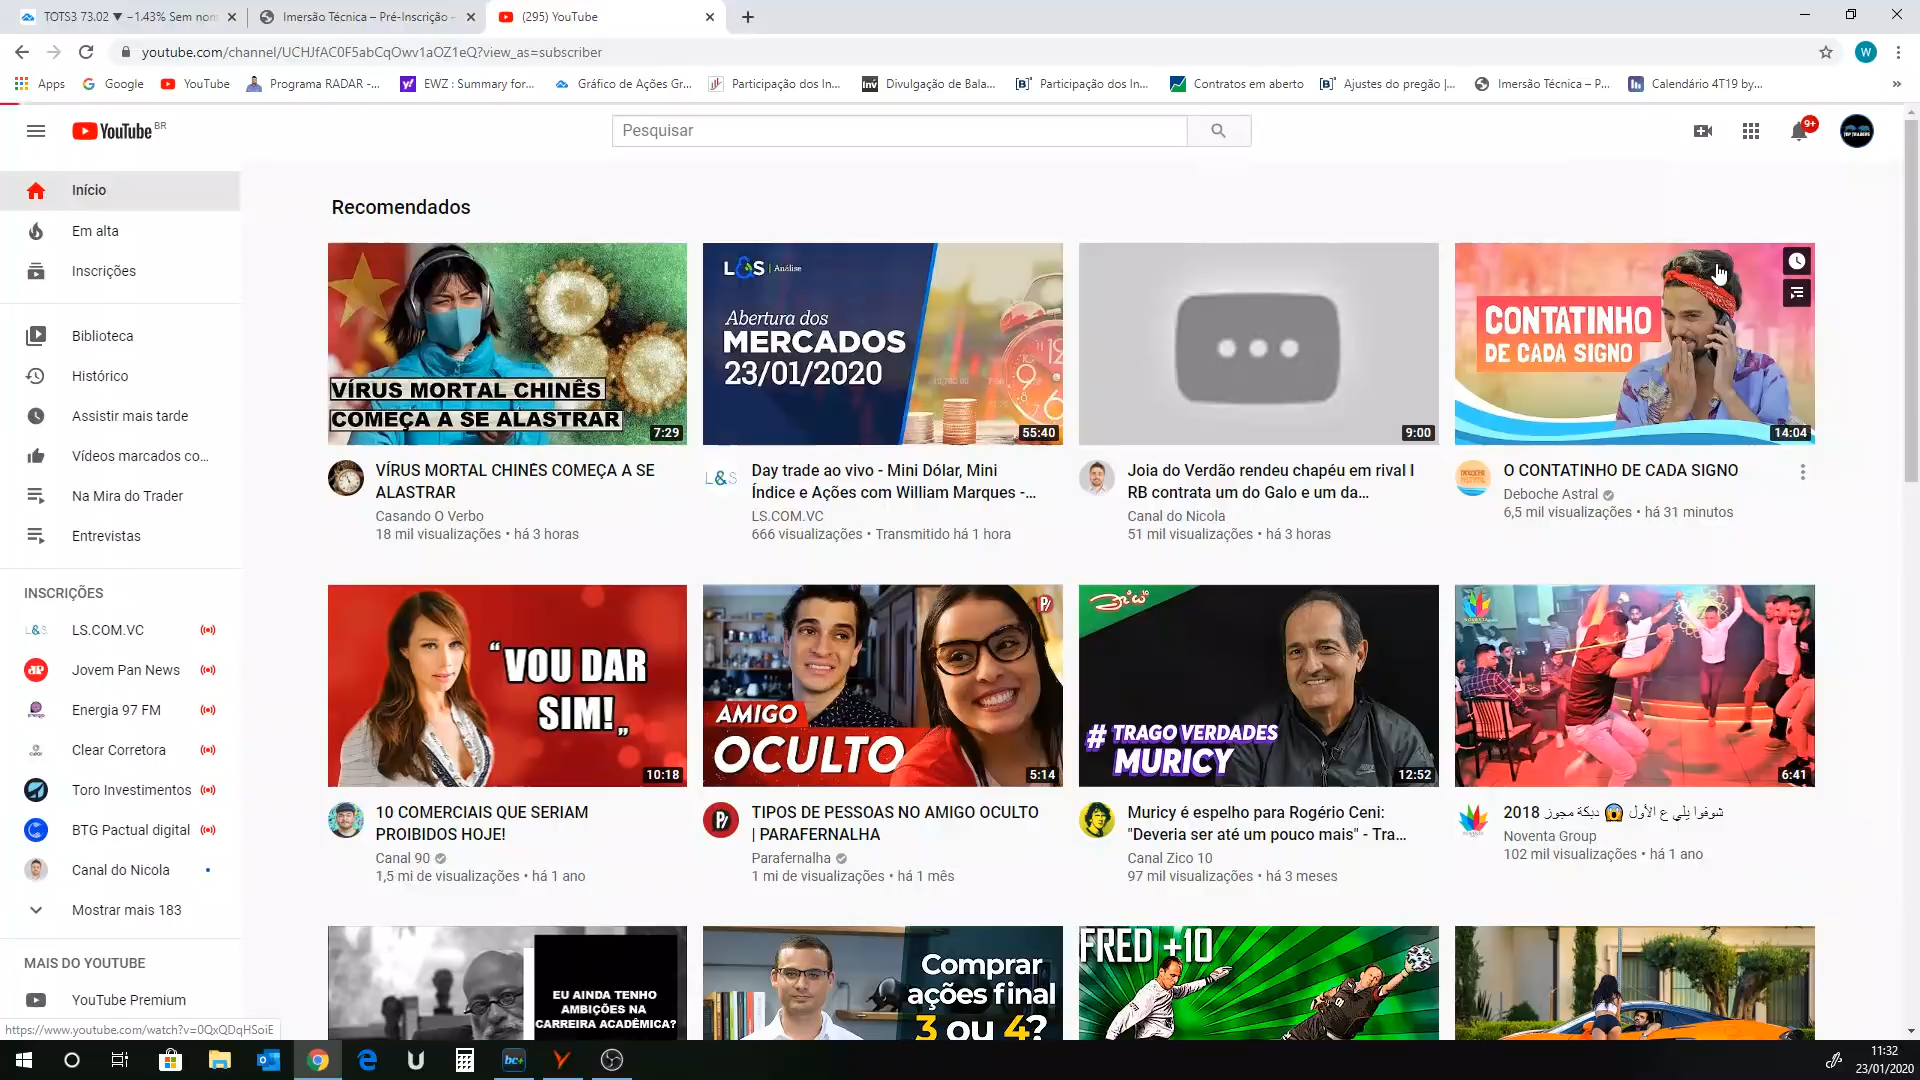 TOTS3 73.02 ▼ −1.43% Sem nom
Imersão Técnica – Pré-Inscrição -
(295) YouTube
youtube.com/channel/UCHJfAC0F5abCqOwv1aOZ1eQ?view_as=subscriber
W
Apps
Google
YouTube
Programa RADAR -...
EWZ : Summary for...
Gráfico de Ações Gr...
Participação dos In...
Divulgação de Bala...
Participação dos In...
Contratos em aberto
Ajustes do pregão |...
Imersão Técnica – P...
Calendário 4T19 by...
YouTube BR
Pesquisar
9+
Início
Em alta
Inscrições
Biblioteca
Histórico
Assistir mais tarde
Vídeos marcados co...
Na Mira do Trader
Entrevistas
INSCRIÇÕES
LS.COM.VC
Jovem Pan News
Energia 97 FM
Clear Corretora
Toro Investimentos
BTG Pactual digital
Canal do Nicola
Mostrar mais 183
MAIS DO YOUTUBE
YouTube Premium
https://www.youtube.com/watch?v=0QxQDqHSoiE
Recomendados
VÍRUS MORTAL CHINÊS
COMEÇA A SE ALASTRAR
7:29
VÍRUS MORTAL CHINÊS COMEÇA A SE
ALASTRAR
Casando O Verbo
18 mil visualizações • há 3 horas
L&S | Análise
Abertura dos
MERCADOS
23/01/2020
55:40
L&S
Day trade ao vivo - Mini Dólar, Mini
Índice e Ações com William Marques -...
LS.COM.VC
666 visualizações • Transmitido há 1 hora
9:00
Joia do Verdão rendeu chapéu em rival I
RB contrata um do Galo e um da...
Canal do Nicola
51 mil visualizações • há 3 horas
CONTATINHO
DE CADA SIGNO
14:04
O CONTATINHO DE CADA SIGNO
Deboche Astral
6,5 mil visualizações • há 31 minutos
“VOU DAR
SIM!„
10:18
10 COMERCIAIS QUE SERIAM
PROIBIDOS HOJE!
Canal 90
1,5 mi de visualizações • há 1 ano
AMIGO
OCULTO
5:14
TIPOS DE PESSOAS NO AMIGO OCULTO
| PARAFERNALHA
Parafernalha
1 mi de visualizações • há 1 mês
# TRAGO VERDADES
MURICY
12:52
Muricy é espelho para Rogério Ceni:
"Deveria ser até um pouco mais" - Tra...
Canal Zico 10
97 mil visualizações • há 3 meses
6:41
شوفوا يلي ع الأول 😱 دبكة مجوز 2018
Noventa Group
102 mil visualizações • há 1 ano
EU AINDA TENHO
AMBIÇÕES NA
CARREIRA ACADÊMICA?
Comprar
ações final
3 ou 4?
FRED +10
11:32
23/01/2020